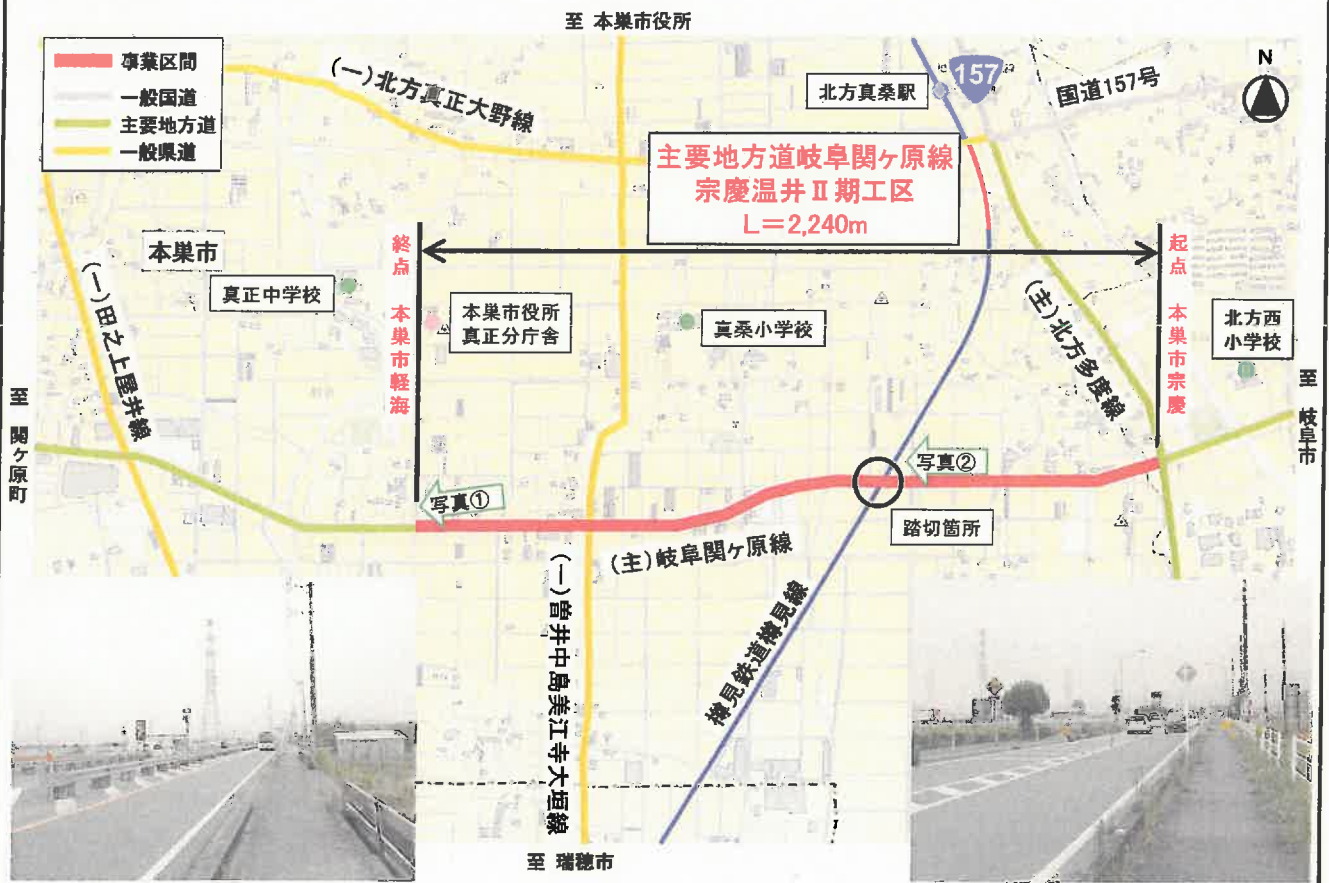 至 本巣市役所
事業区間
一般国道
主要地方道
一般県道
(一)北方真正大野線
北方真桑駅
157
国道157号
N
主要地方道岐阜関ヶ原線
宗慶温井Ⅱ期工区
L=2,240m
本巣市
真正中学校
終点 本巣市軽海
本巣市役所
真正分庁舎
真桑小学校
起点 本巣市宗慶
北方西
小学校
(一)田之上屋井線
(主)北方多度線
至 関ヶ原町
至 岐阜市
写真①
写真②
踏切箇所
(主)岐阜関ヶ原線
(一)曽井中島美江寺大垣線
樽見鉄道樽見線
至 瑞穂市